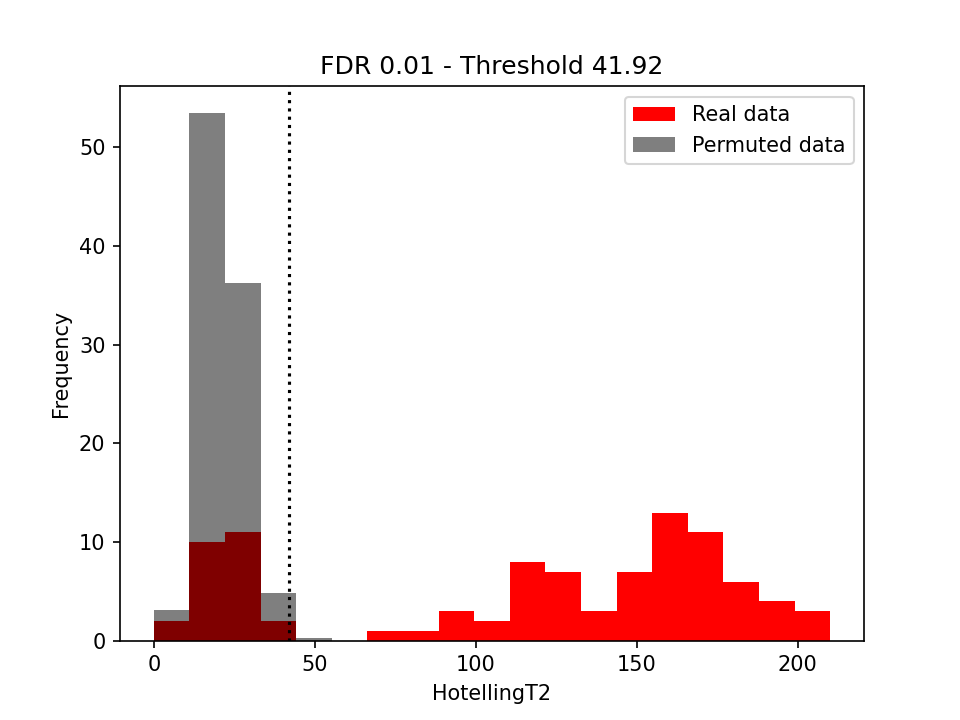 FDR 0.01 - Threshold 41.92
Real data
Permuted data
50
40
30
20
10
0
Frequency
0 50 100 150 200
HotellingT2